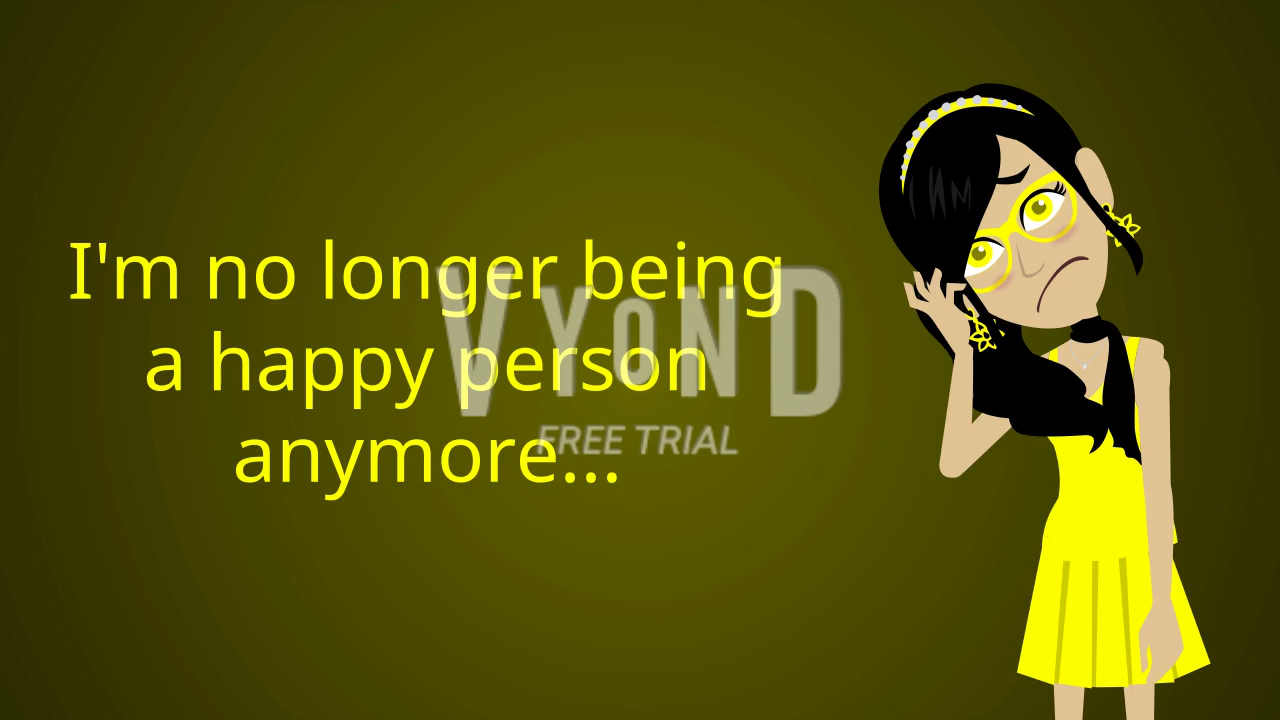 I'm no longer being
a happy person
anymore...
VYOND
FREE TRIAL